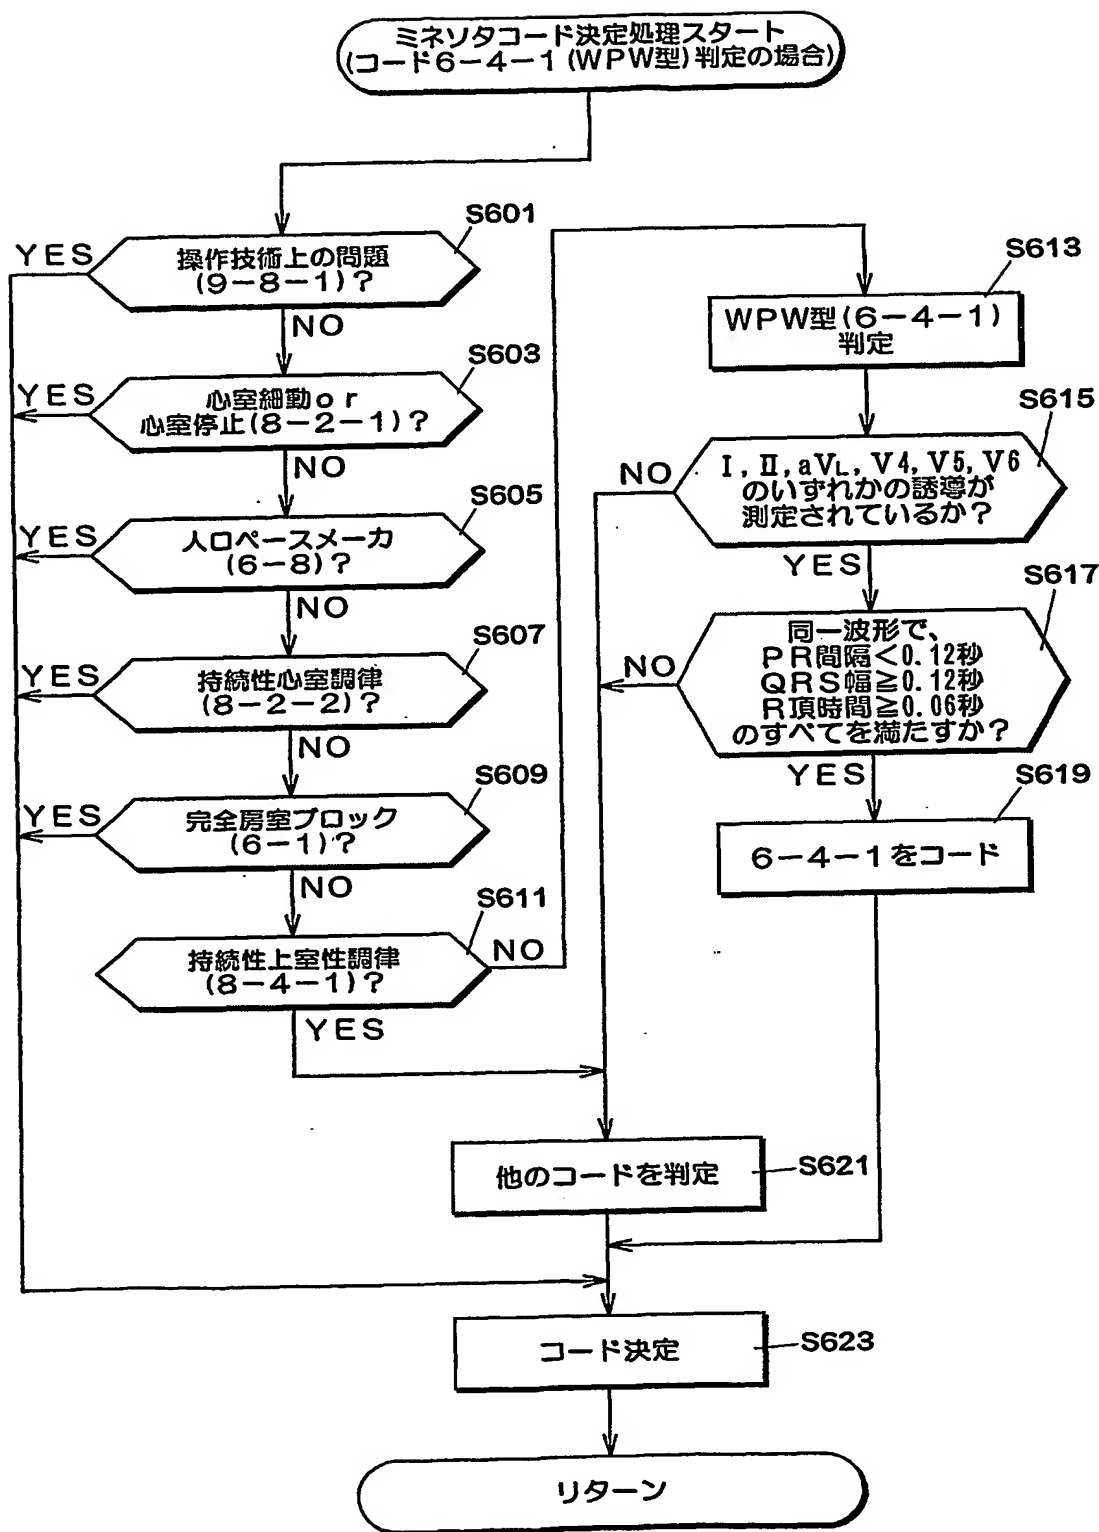 ミネソタコード決定処理スタート
(コード6-4-1(WPW型)判定の場合)
S601
YES
操作技術上の問題
(9-8-1)?
NO
S603
YES
心室細動or
心室停止(8-2-1)?
NO
S605
YES
人口ペースメーカ
(6-8)?
NO
S607
YES
持続性心室調律
(8-2-2)?
NO
S609
YES
完全房室ブロック
(6-1)?
NO
S611
持続性上室性調律
(8-4-1)?
NO
YES
S613
WPW型(6-4-1)
判定
S615
NO
I,Ⅱ,aVL,V4,V5,V6
のいずれかの誘導が
測定されているか?
YES
S617
NO
同一波形で、
PR間隔<0.12秒
QRS幅≧0.12秒
R頂時間≧0.06秒
のすべてを満たすか?
YES
S619
6-4-1をコード
他のコードを判定
S621
コード決定
S623
リターン